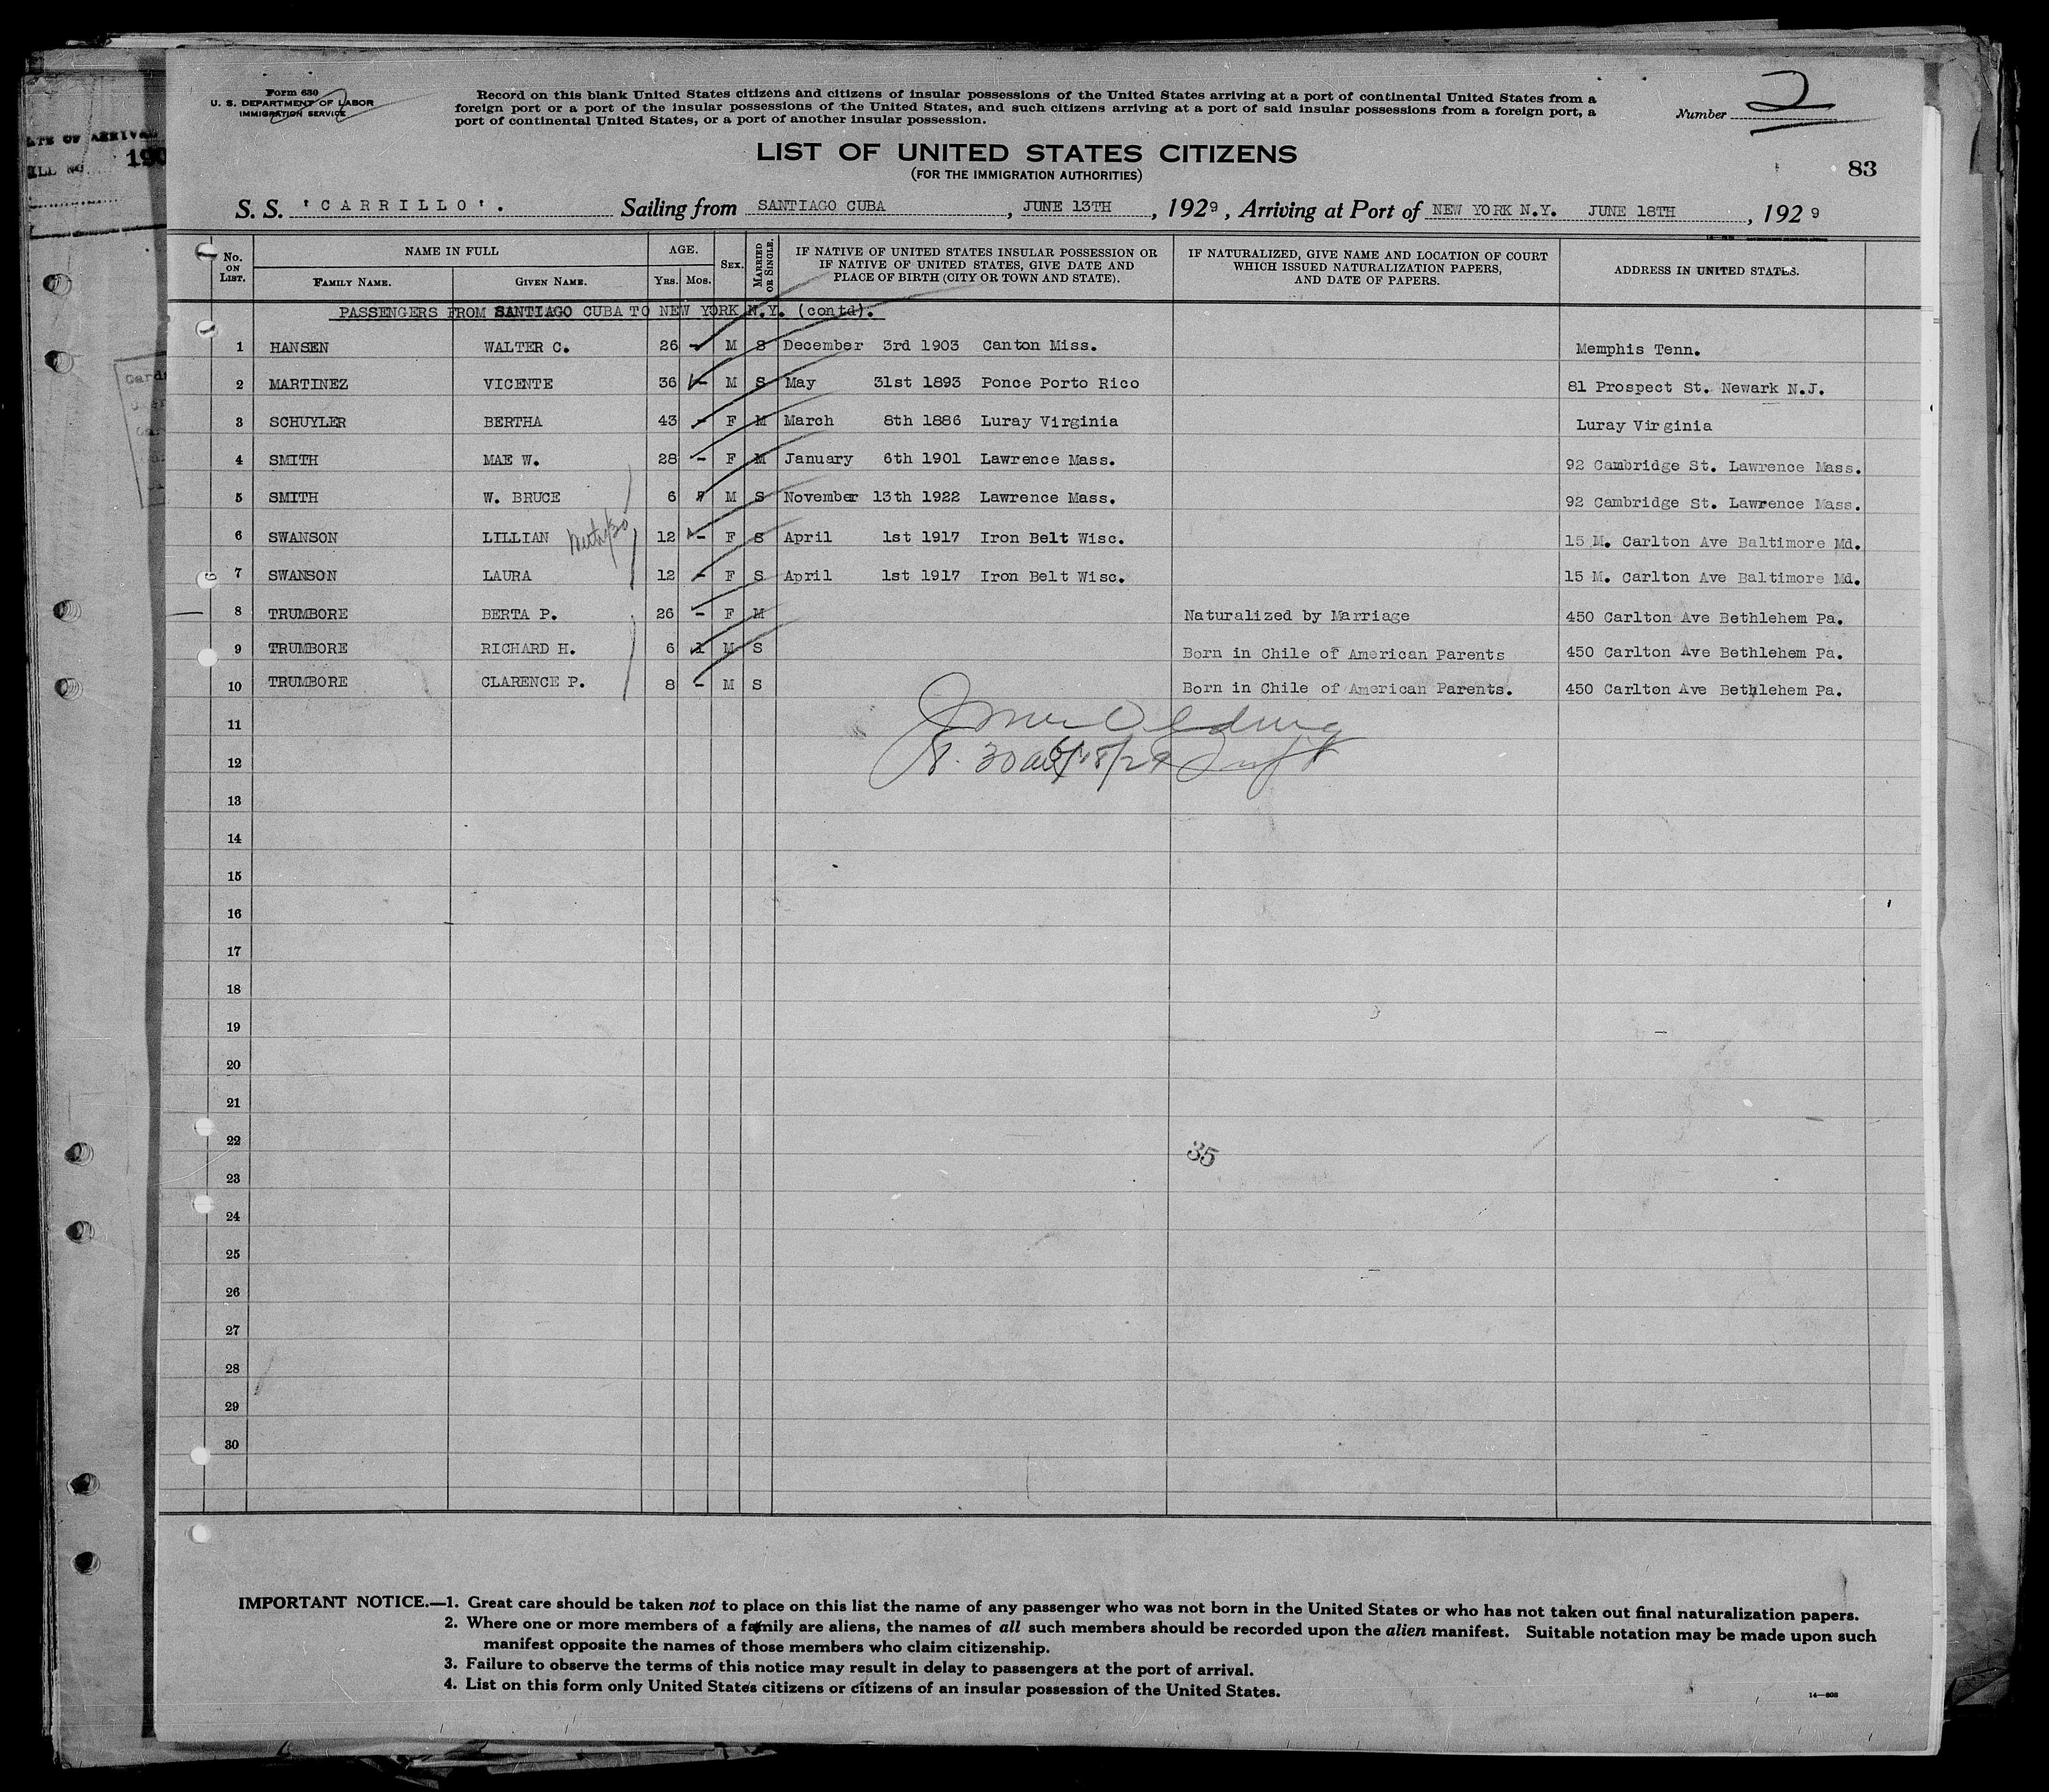 Form 630
U. S. DEPARTMENT OF LABOR
IMMIGRATION SERVICE
Record on this blank United States citizens and citizens of insular possessions of the United States arriving at a port of continental United States from a
foreign port or a port of the insular possessions of the United States, and such citizens arriving at a port of said insular possessions from a foreign port, a
port of continental United States, or a port of another insular possession.
Number 2
LIST OF UNITED STATES CITIZENS
(FOR THE IMMIGRATION AUTHORITIES)
83
S. S. 'CARRILLO'. Sailing from SANTIAGO CUBA, JUNE 13TH, 1929, Arriving at Port of NEW YORK N.Y. JUNE 18TH, 1929
No. ON LIST. NAME IN FULL FAMILY NAME. GIVEN NAME. AGE. YRS. MOS. SEX. MARRIED OR SINGLE. IF NATIVE OF UNITED STATES INSULAR POSSESSION OR IF NATIVE OF UNITED STATES, GIVE DATE AND PLACE OF BIRTH (CITY OR TOWN AND STATE). IF NATURALIZED, GIVE NAME AND LOCATION OF COURT WHICH ISSUED NATURALIZATION PAPERS, AND DATE OF PAPERS. ADDRESS IN UNITED STATES.
PASSENGERS FROM SANTIAGO CUBA TO NEW YORK N.Y. (contd).
1 HANSEN WALTER C. 26 - M S December 3rd 1903 Canton Miss. Memphis Tenn.
2 MARTINEZ VICENTE 36 - M S May 31st 1893 Ponce Porto Rico 81 Prospect St. Newark N.J.
3 SCHUYLER BERTHA 43 - F M March 8th 1886 Luray Virginia Luray Virginia
4 SMITH MAE W. 28 - F M January 6th 1901 Lawrence Mass. 92 Cambridge St. Lawrence Mass.
5 SMITH W. BRUCE 6 7 M S November 13th 1922 Lawrence Mass. 92 Cambridge St. Lawrence Mass.
6 SWANSON LILLIAN 12 - F S April 1st 1917 Iron Belt Wisc. 15 M. Carlton Ave Baltimore Md.
7 SWANSON LAURA 12 - F S April 1st 1917 Iron Belt Wisc. 15 M. Carlton Ave Baltimore Md.
8 TRUMBORE BERTA P. 26 - F M Naturalized by Marriage 450 Carlton Ave Bethlehem Pa.
9 TRUMBORE RICHARD H. 6 1 M S Born in Chile of American Parents 450 Carlton Ave Bethlehem Pa.
10 TRUMBORE CLARENCE P. 8 - M S Born in Chile of American Parents. 450 Carlton Ave Bethlehem Pa.
11
12
13
14
15
16
17
18
19
20
21
22
35
23
24
25
26
27
28
29
30
IMPORTANT NOTICE.—1. Great care should be taken not to place on this list the name of any passenger who was not born in the United States or who has not taken out final naturalization papers.
2. Where one or more members of a family are aliens, the names of all such members should be recorded upon the alien manifest. Suitable notation may be made upon such
manifest opposite the names of those members who claim citizenship.
3. Failure to observe the terms of this notice may result in delay to passengers at the port of arrival.
4. List on this form only United States citizens or citizens of an insular possession of the United States.
14—808